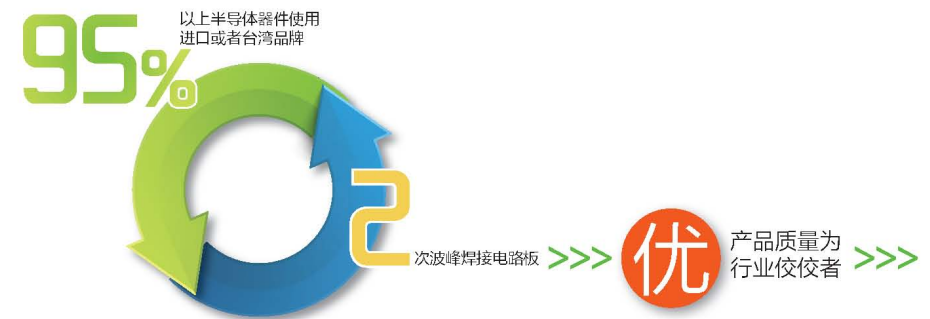 95%
以上半导体器件使用
进口或者台湾品牌
2
次波峰焊接电路板
>>>
优
产品质量为
行业佼佼者
>>>